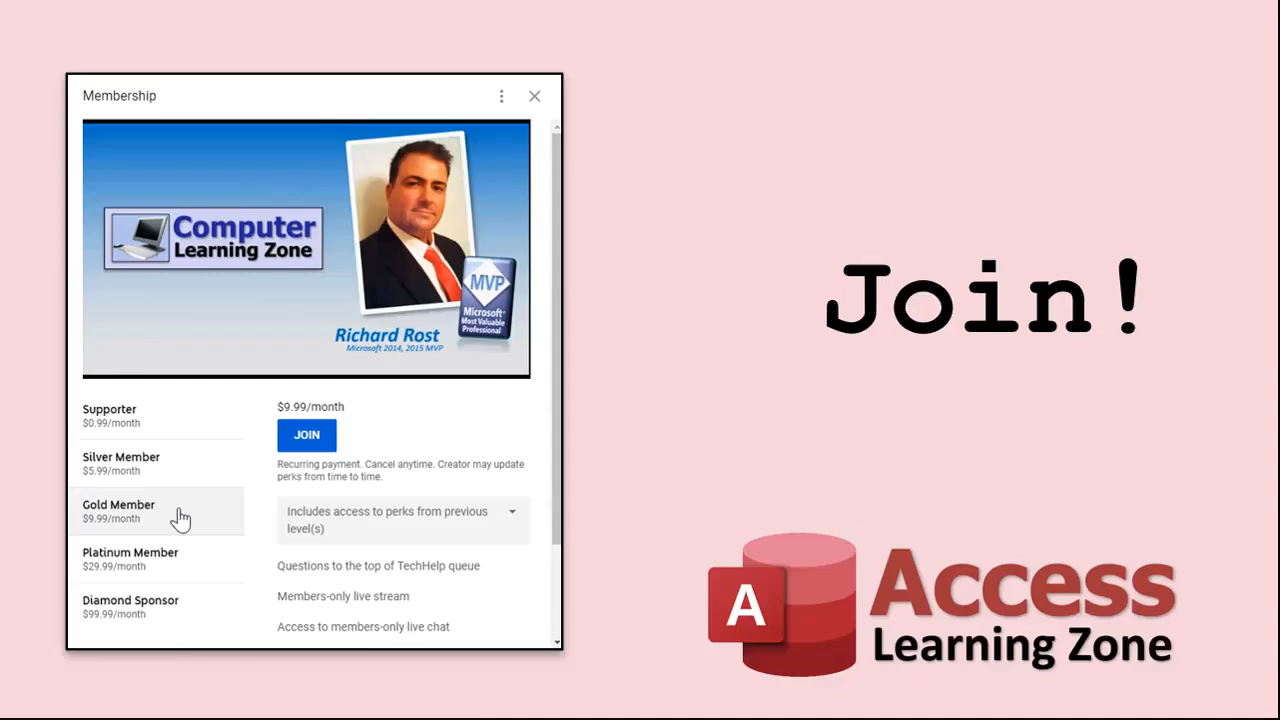 Membership
Computer
Learning Zone
MVP
Microsoft®
Most Valuable
Professional
Richard Rost
Microsoft 2014, 2015 MVP
Supporter
$0.99/month
Silver Member
$5.99/month
Gold Member
$9.99/month
Platinum Member
$29.99/month
Diamond Sponsor
$99.99/month
$9.99/month
JOIN
Recurring payment. Cancel anytime. Creator may update
perks from time to time.
Includes access to perks from previous
level(s)
Questions to the top of TechHelp queue
Members-only live stream
Access to members-only live chat
Join!
A
Access
Learning Zone